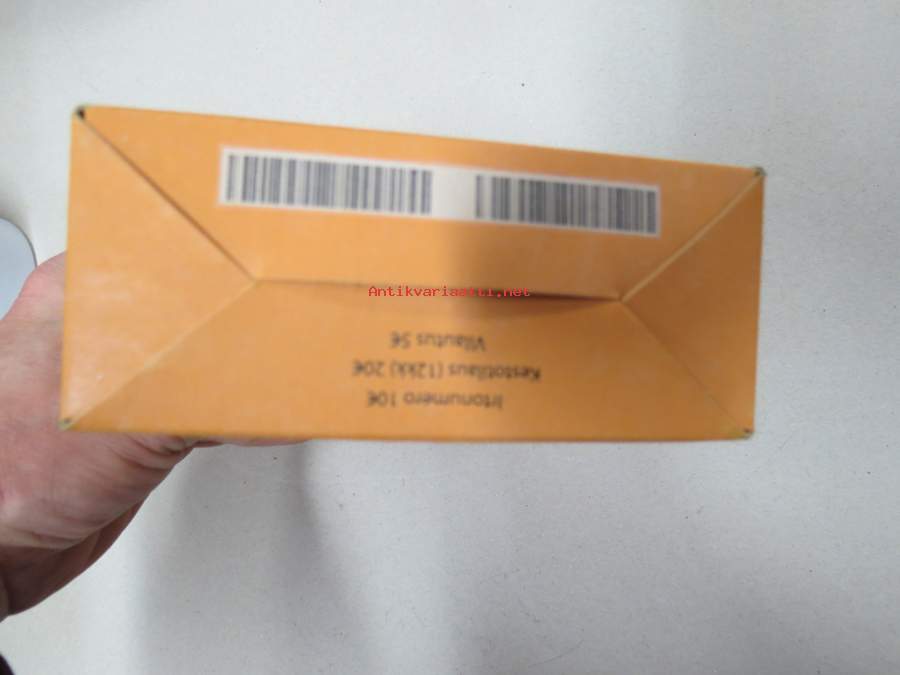 Antikvariaatti.net
Irtonumero 10€
Kestotilaus (12kk) 20€
Vilautus 5€